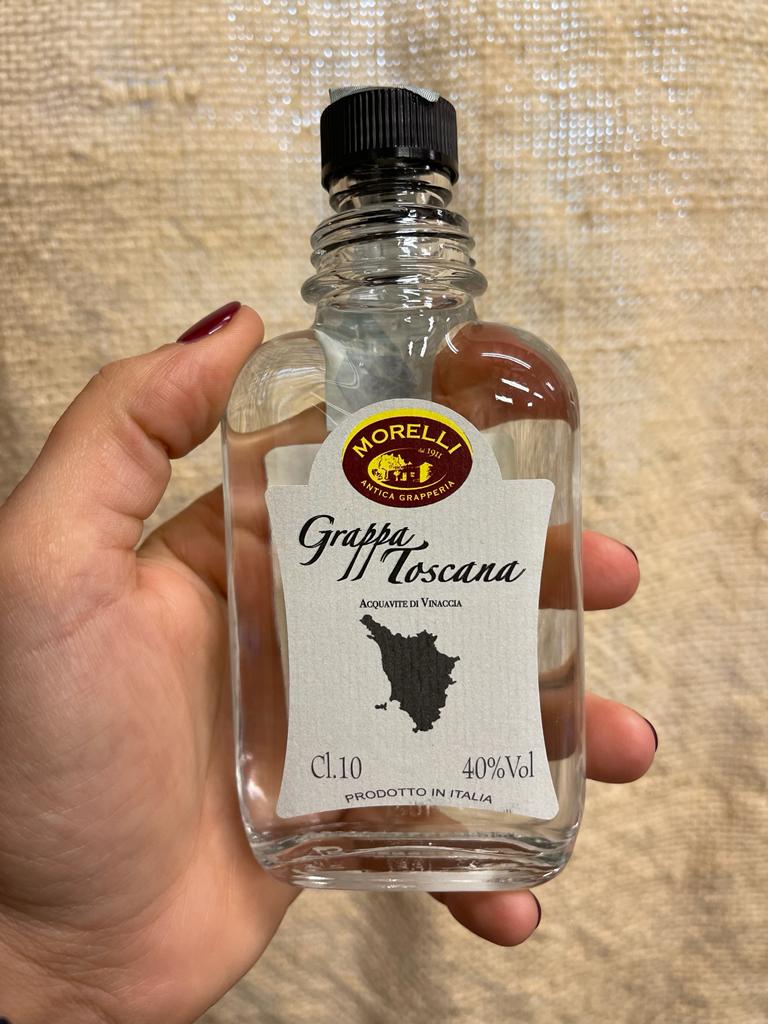 MORELLI
dal 1911
ANTICA GRAPPERIA
Grappa
Toscana
ACQUAVITE DI VINACCIA
Cl.10 40%Vol
PRODOTTO IN ITALIA